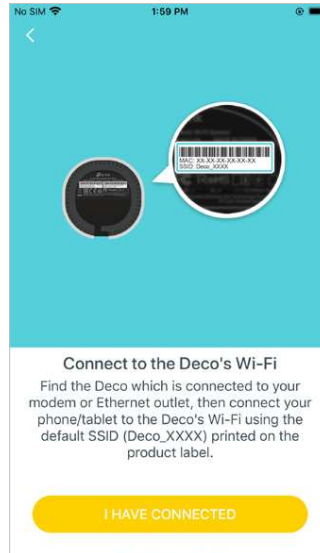 No SIM 1:59 PM
MAC: XX-XX-XX-XX-XX-XX
SSID: Deco_XXXX
Connect to the Deco's Wi-Fi
Find the Deco which is connected to your
modem or Ethernet outlet, then connect your
phone/tablet to the Deco's Wi-Fi using the
default SSID (Deco_XXXX) printed on the
product label.
I HAVE CONNECTED